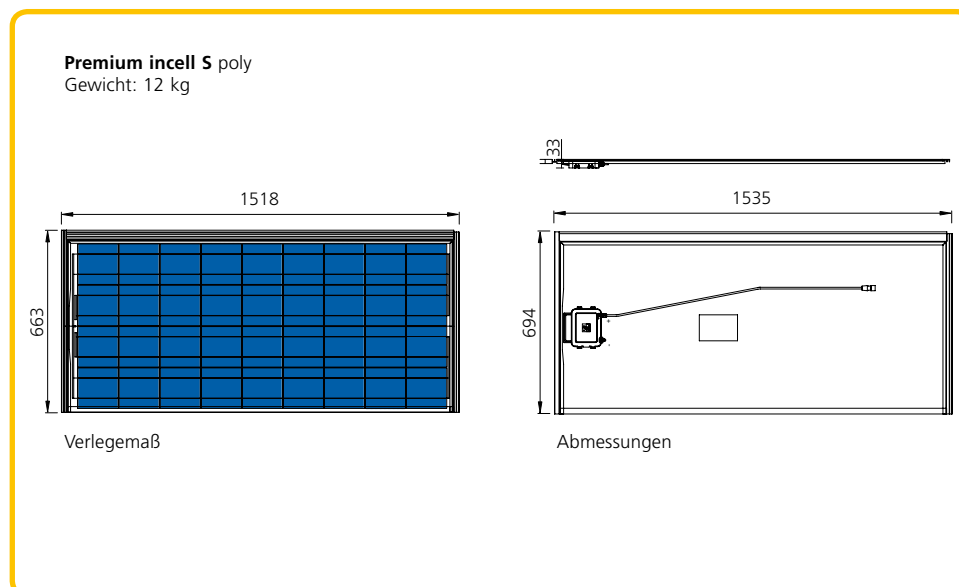 Premium incell S poly
Gewicht: 12 kg
33
1518
1535
663
694
Verlegemaß
Abmessungen